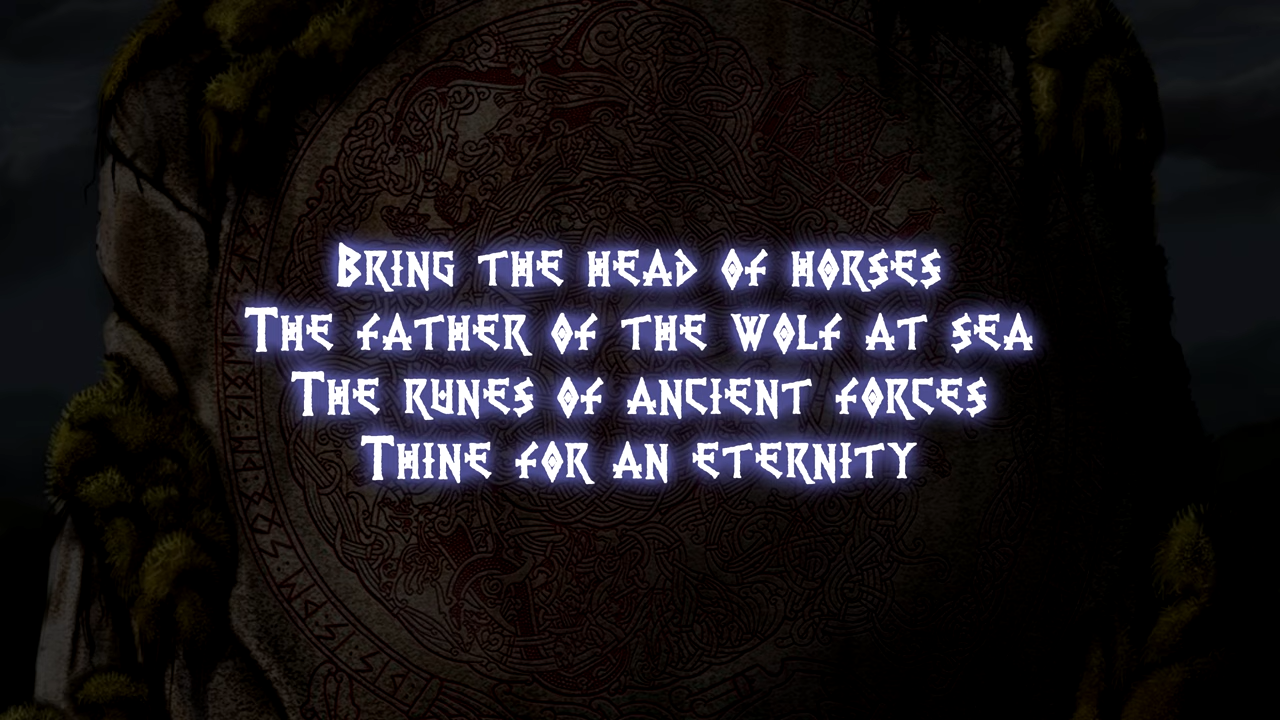 Bring the head of horses
The father of the wolf at sea
The runes of ancient forces
Thine for an eternity